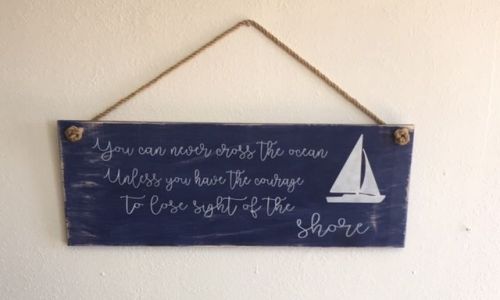 You can never cross the ocean
Unless you have the courage
to lose sight of the
shore